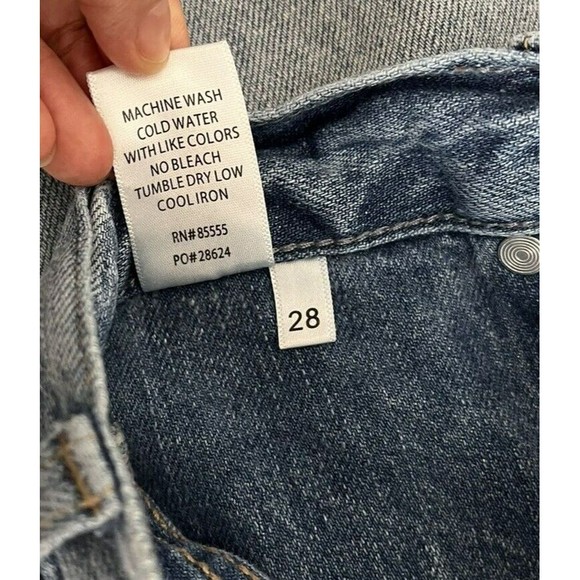 MACHINE WASH
COLD WATER
WITH LIKE COLORS
NO BLEACH
TUMBLE DRY LOW
COOL IRON
RN#85555
PO#28624
28